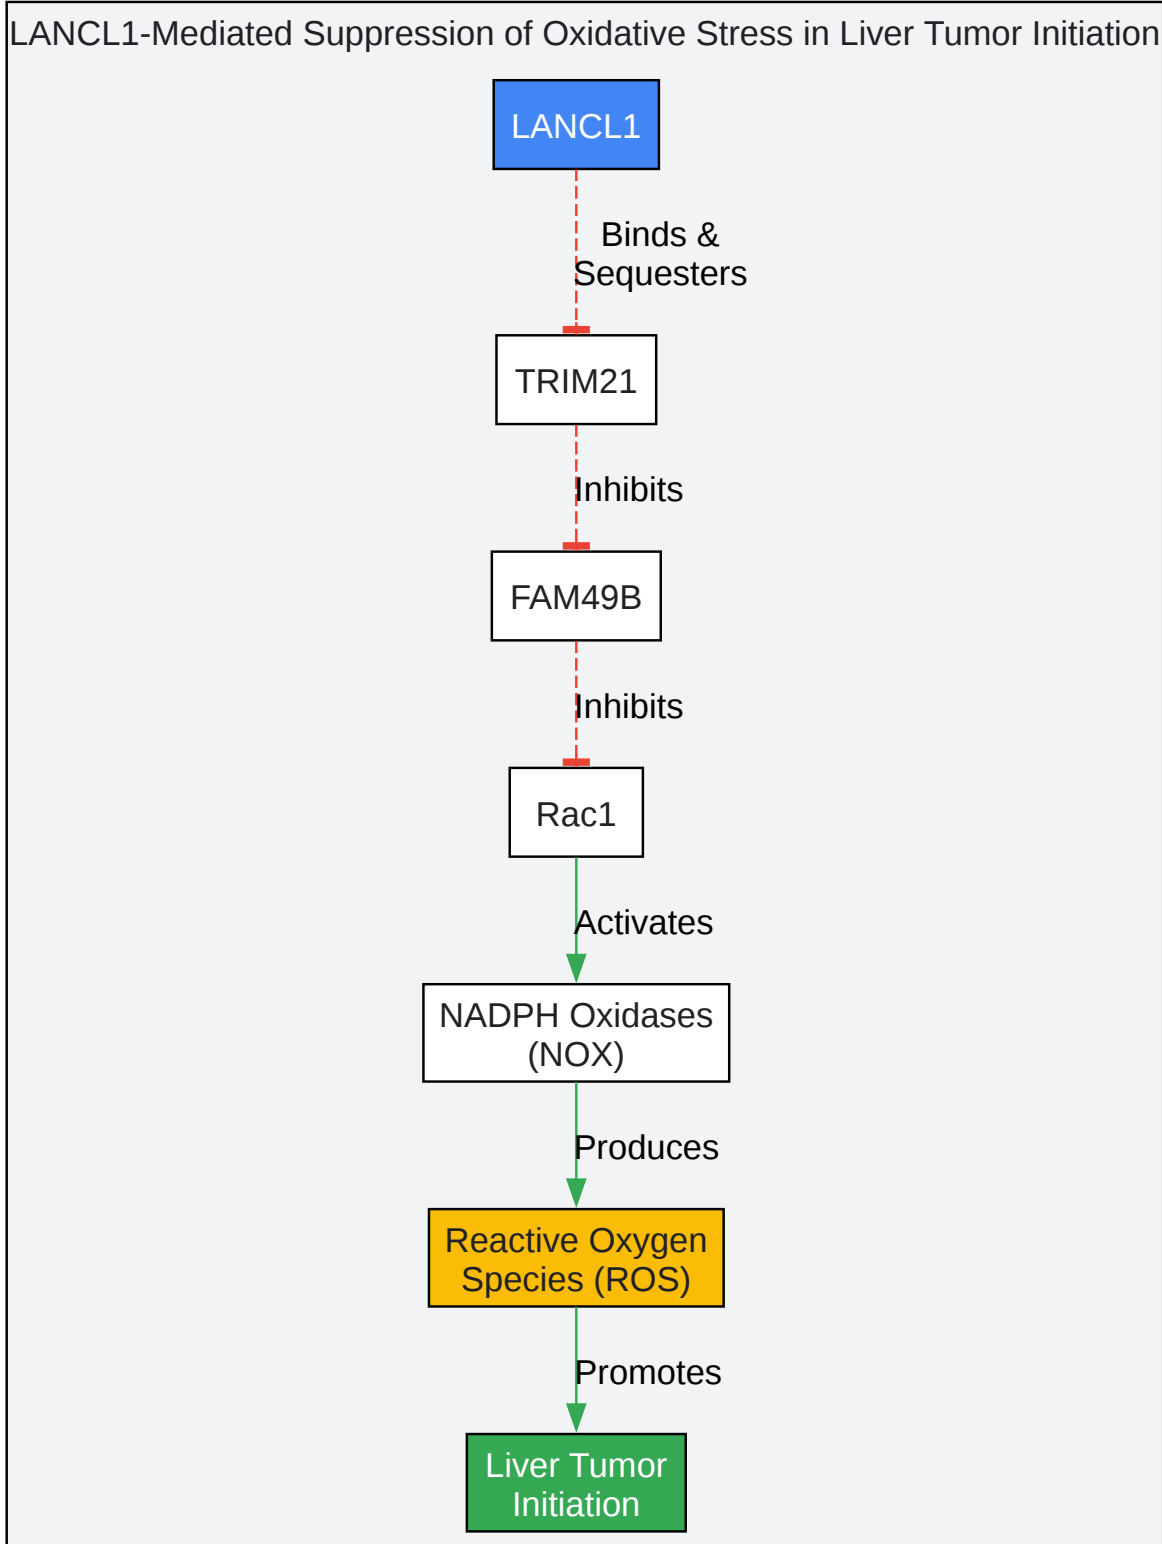 LANCL1-Mediated Suppression of Oxidative Stress in Liver Tumor Initiation
LANCL1
Binds &
Sequesters
TRIM21
Inhibits
FAM49B
Inhibits
Rac1
Activates
NADPH Oxidases
(NOX)
Produces
Reactive Oxygen
Species (ROS)
Promotes
Liver Tumor
Initiation